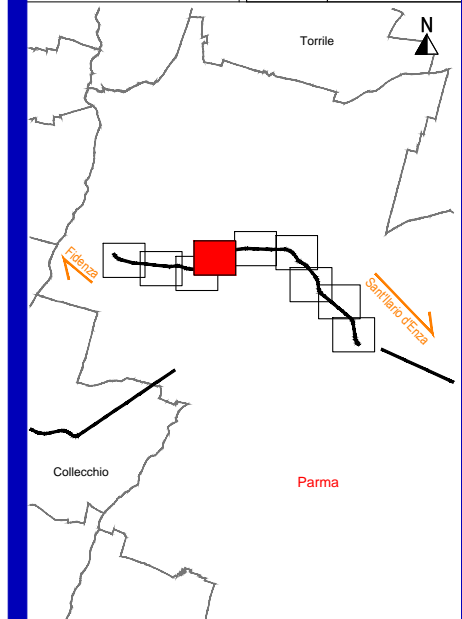 N
Torrile
Fidenza
Sant'Ilario d'Enza
Collecchio
Parma